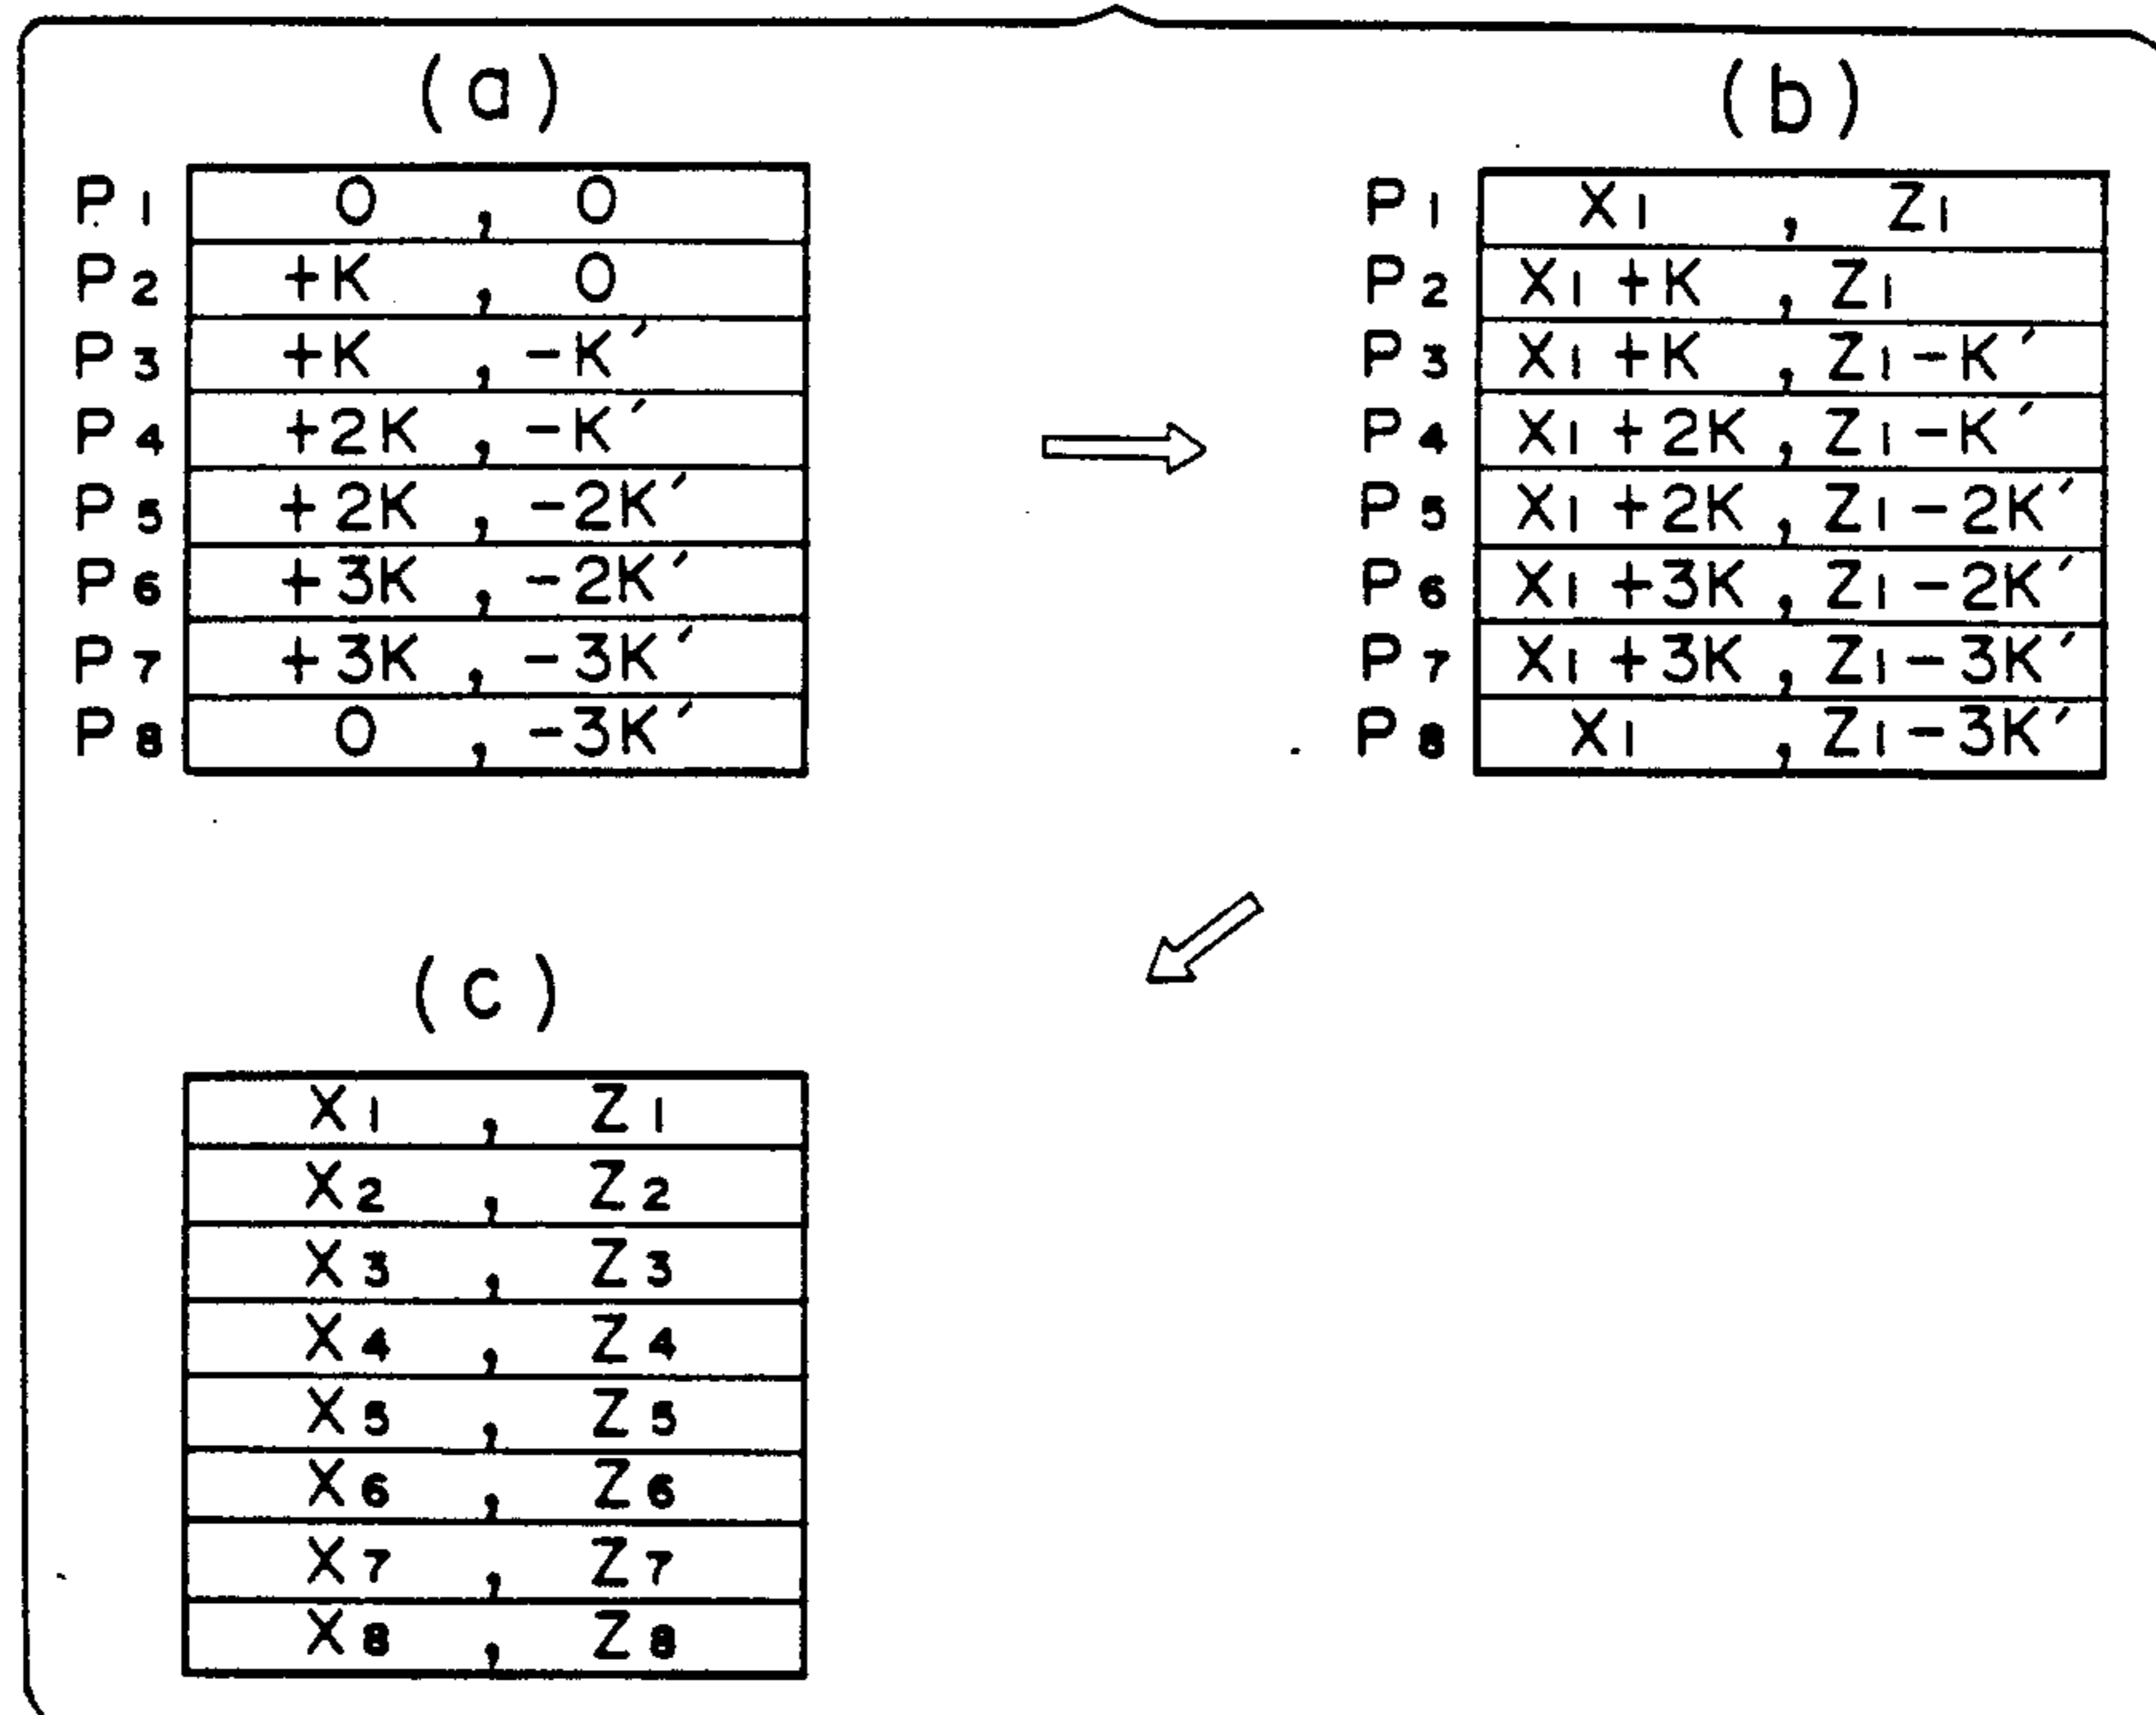 (a)
P1 0 , 0
P2 +K , 0
P3 +K , -K′
P4 +2K , -K′
P5 +2K , -2K′
P6 +3K , -2K′
P7 +3K , -3K′
P8 0 , -3K′
(b)
P1 X1 , Z1
P2 X1 +K , Z1
P3 X1 +K , Z1-K′
P4 X1 +2K , Z1-K′
P5 X1 +2K , Z1-2K′
P6 X1 +3K , Z1-2K′
P7 X1 +3K , Z1-3K′
P8 X1 , Z1-3K′
(c)
X1 , Z1
X2 , Z2
X3 , Z3
X4 , Z4
X5 , Z5
X6 , Z6
X7 , Z7
X8 , Z8